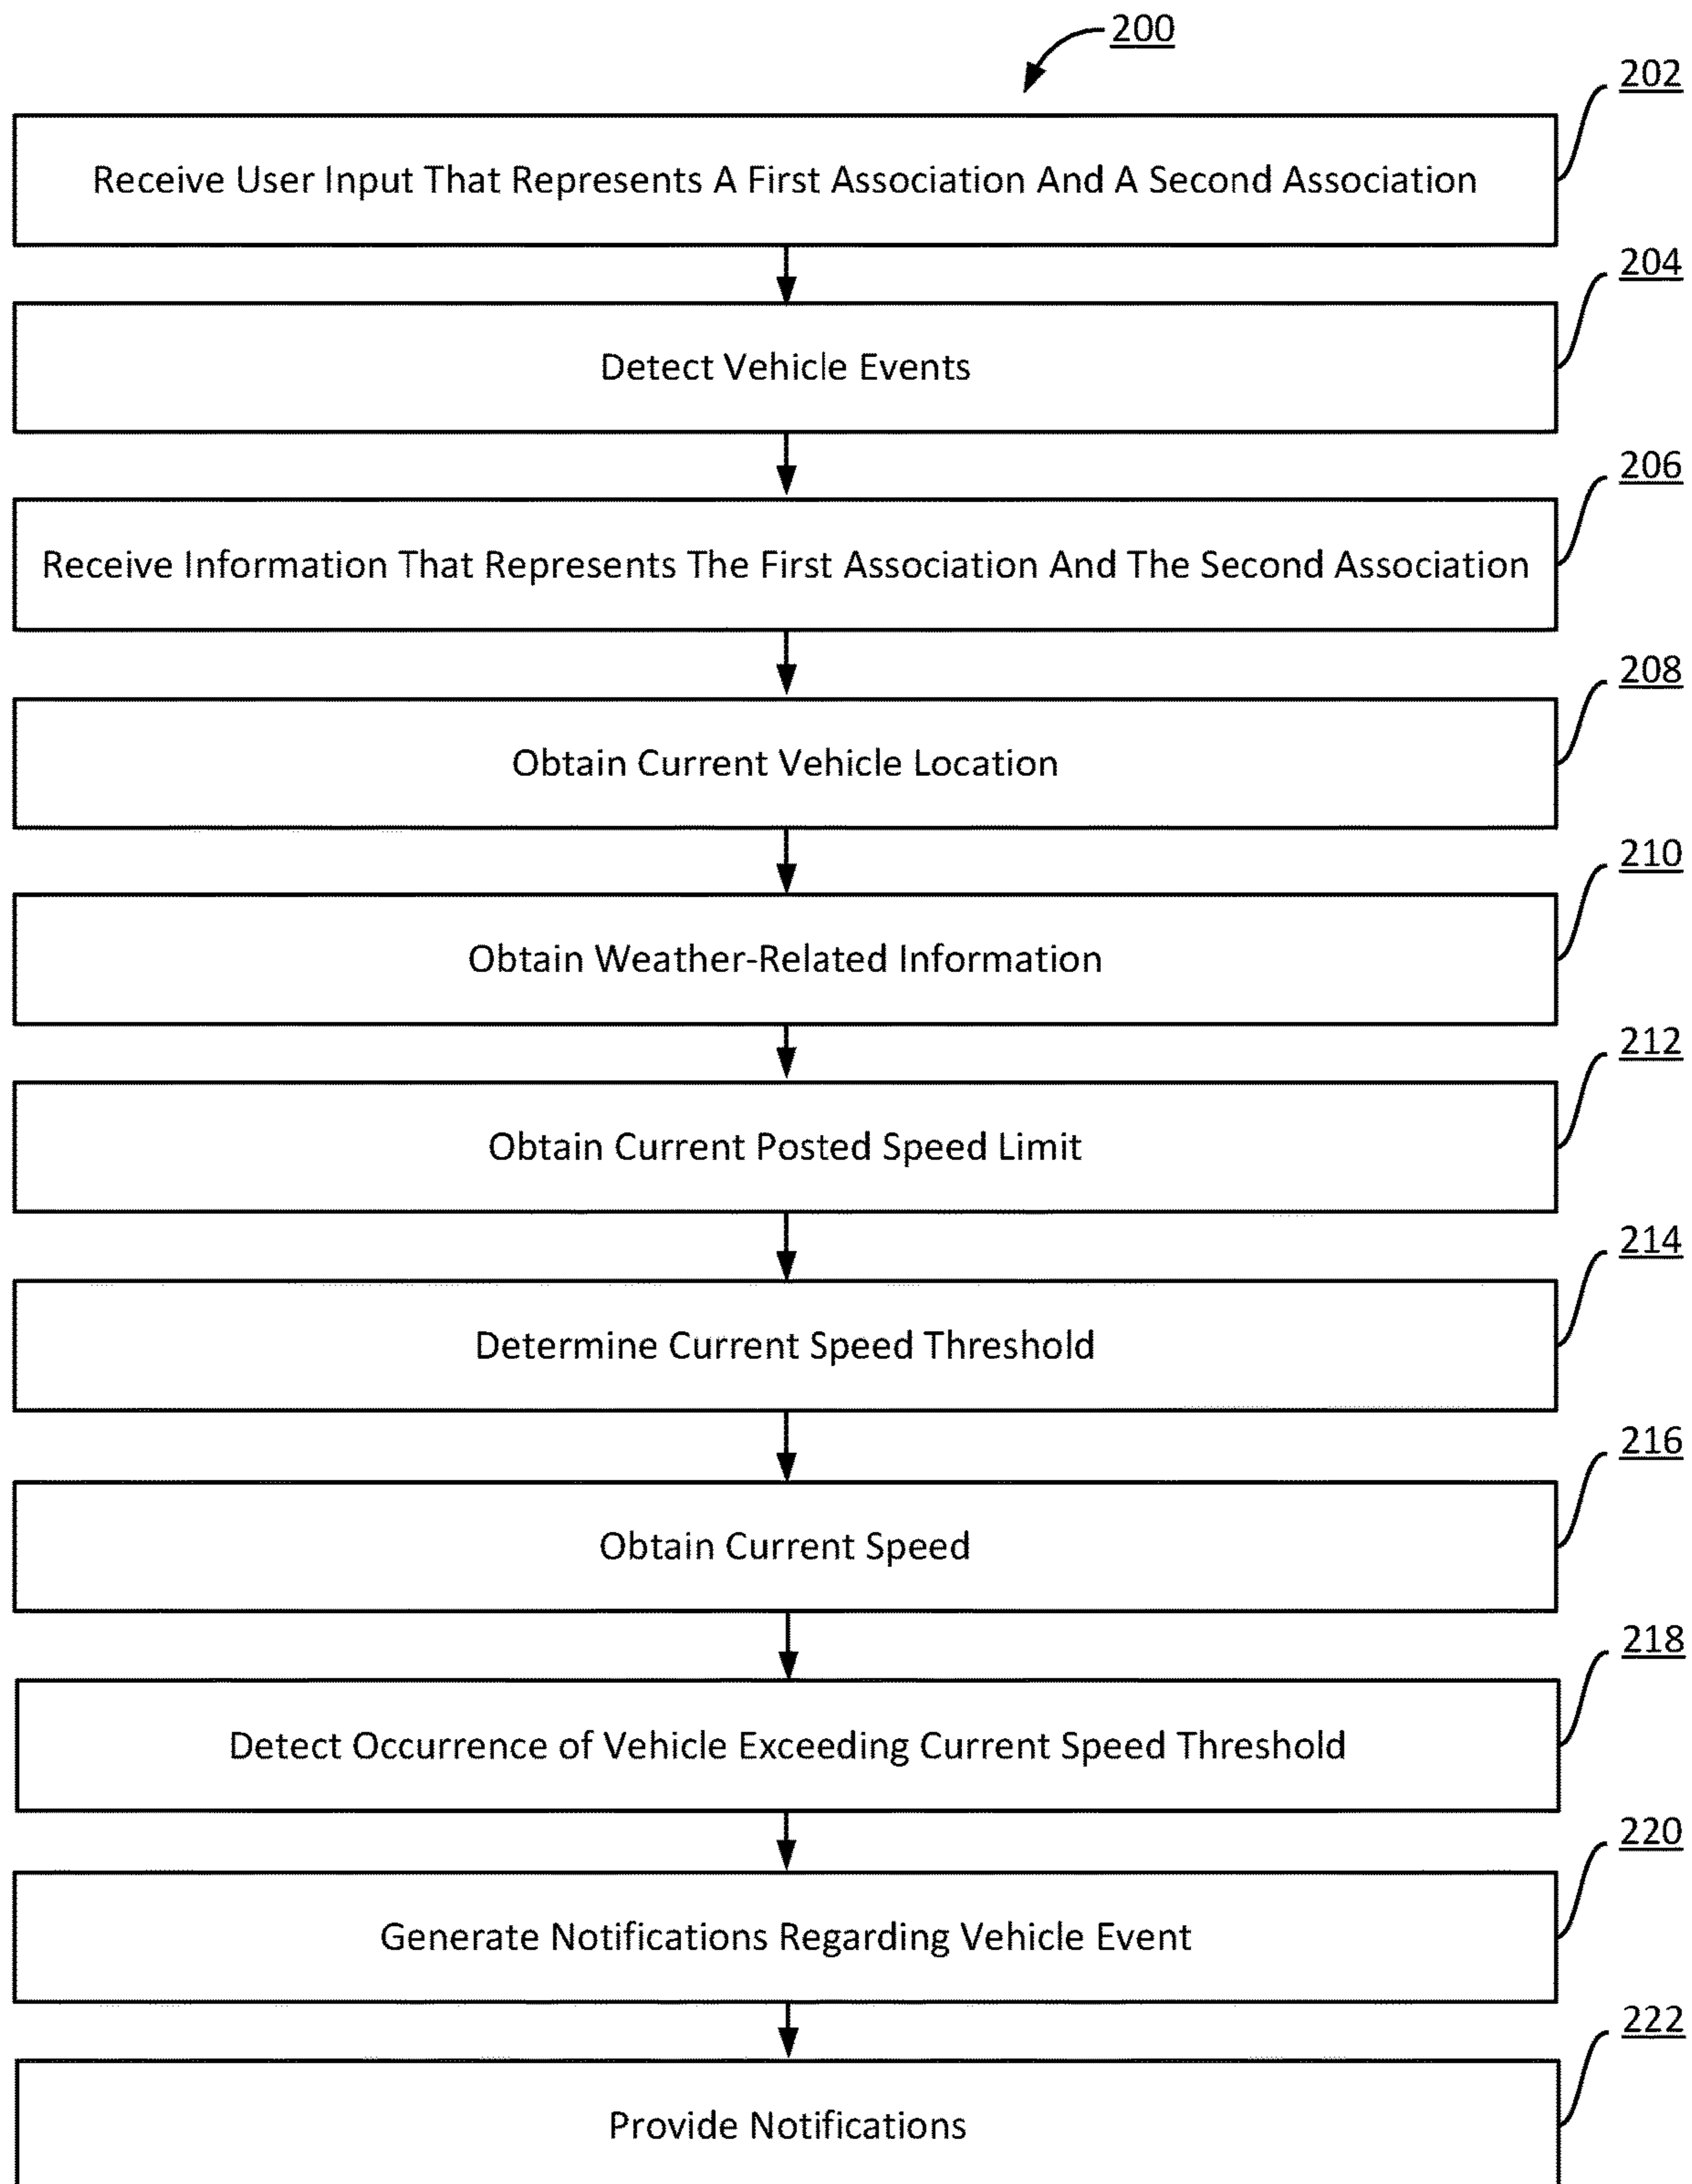 200
202
Receive User Input That Represents A First Association And A Second Association
204
Detect Vehicle Events
206
Receive Information That Represents The First Association And The Second Association
208
Obtain Current Vehicle Location
210
Obtain Weather-Related Information
212
Obtain Current Posted Speed Limit
214
Determine Current Speed Threshold
216
Obtain Current Speed
218
Detect Occurrence of Vehicle Exceeding Current Speed Threshold
220
Generate Notifications Regarding Vehicle Event
222
Provide Notifications